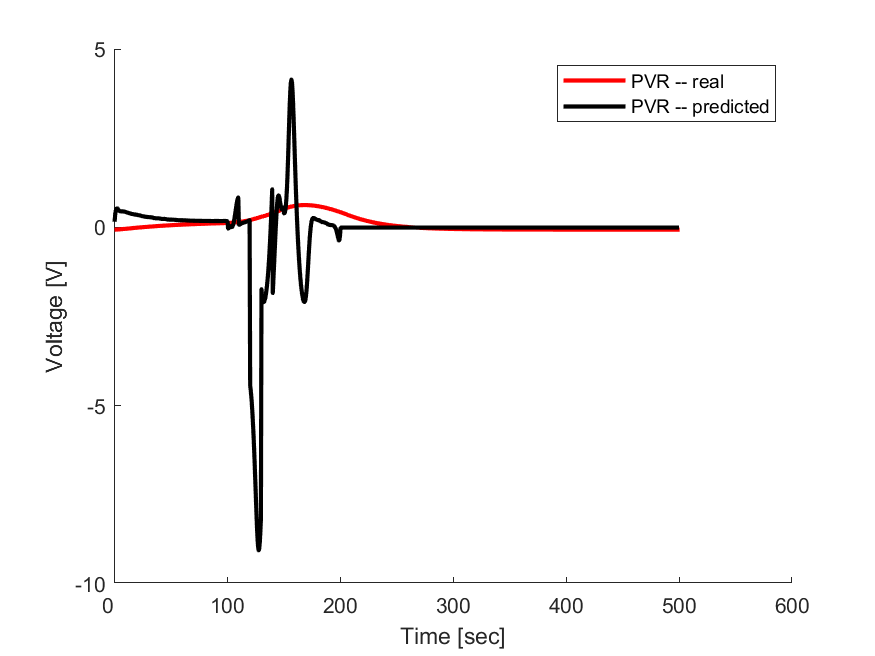 5
0
-5
-10
Voltage [V]
0 100 200 300 400 500 600
Time [sec]
PVR -- real
PVR -- predicted